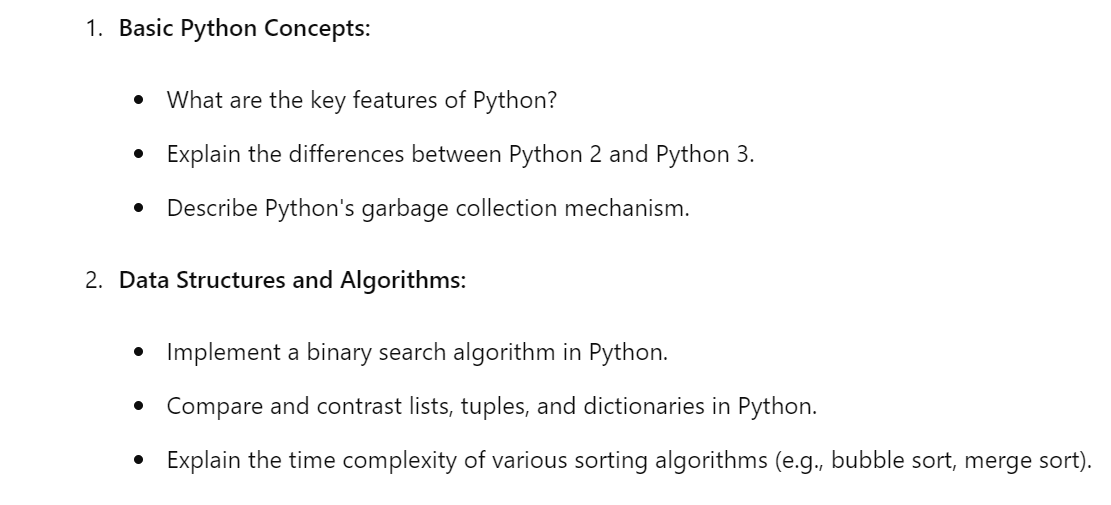 1. Basic Python Concepts:
• What are the key features of Python?
• Explain the differences between Python 2 and Python 3.
• Describe Python's garbage collection mechanism.
2. Data Structures and Algorithms:
• Implement a binary search algorithm in Python.
• Compare and contrast lists, tuples, and dictionaries in Python.
• Explain the time complexity of various sorting algorithms (e.g., bubble sort, merge sort).